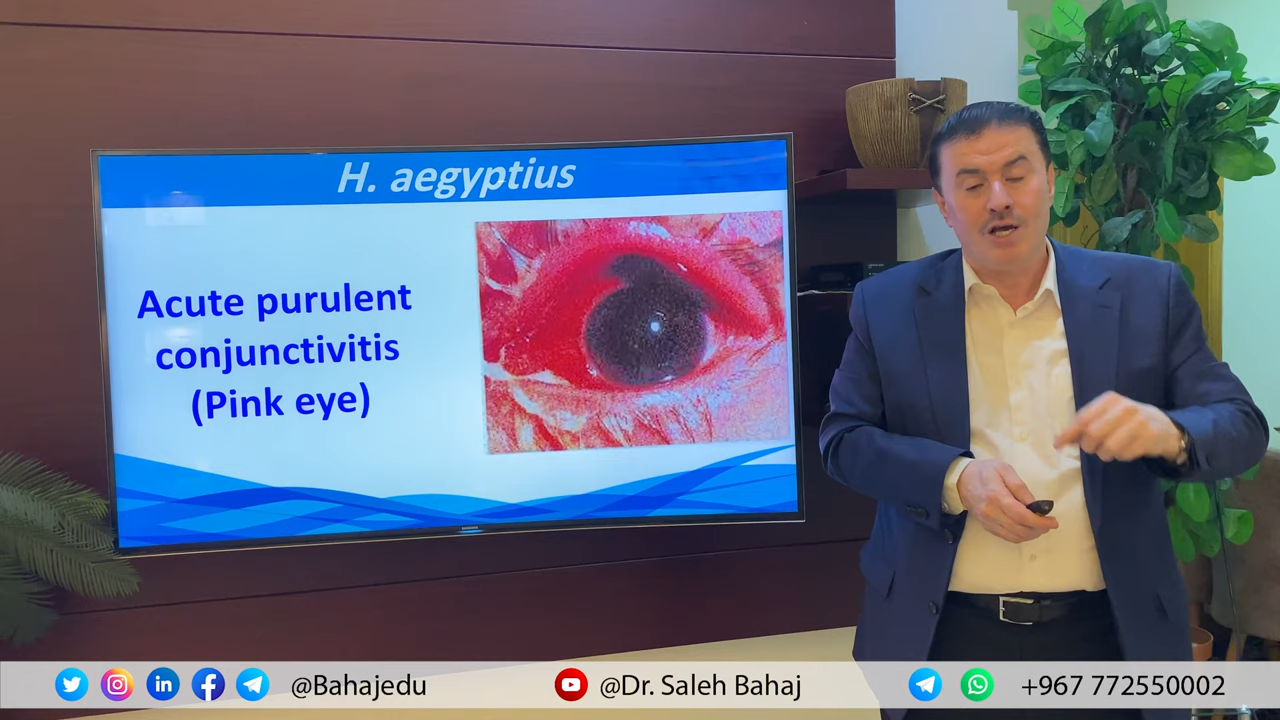 H. aegyptius
Acute purulent
conjunctivitis
(Pink eye)
@Bahajedu
@Dr. Saleh Bahaj
+967 772550002